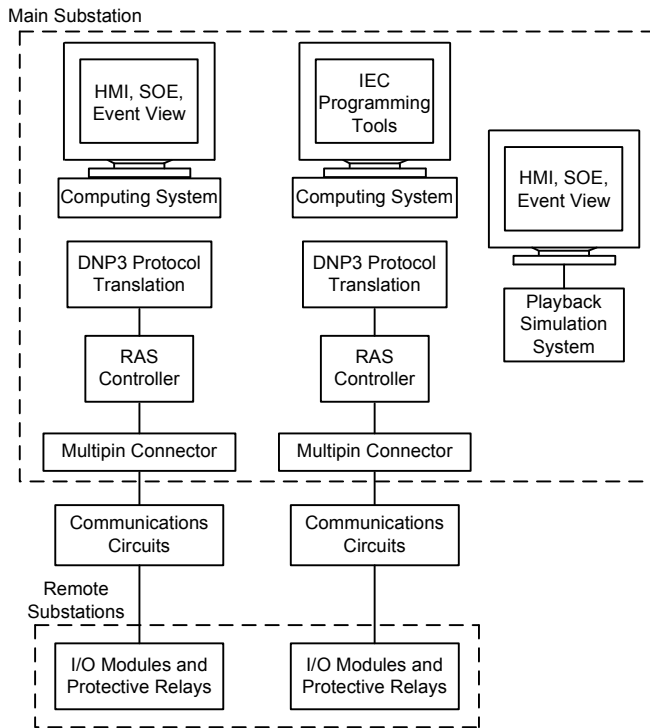 Main Substation
HMI, SOE,
Event View
Computing System
IEC
Programming
Tools
Computing System
HMI, SOE,
Event View
Playback
Simulation
System
DNP3 Protocol
Translation
DNP3 Protocol
Translation
RAS
Controller
RAS
Controller
Multipin Connector
Multipin Connector
Communications
Circuits
Communications
Circuits
Remote
Substations
I/O Modules and
Protective Relays
I/O Modules and
Protective Relays